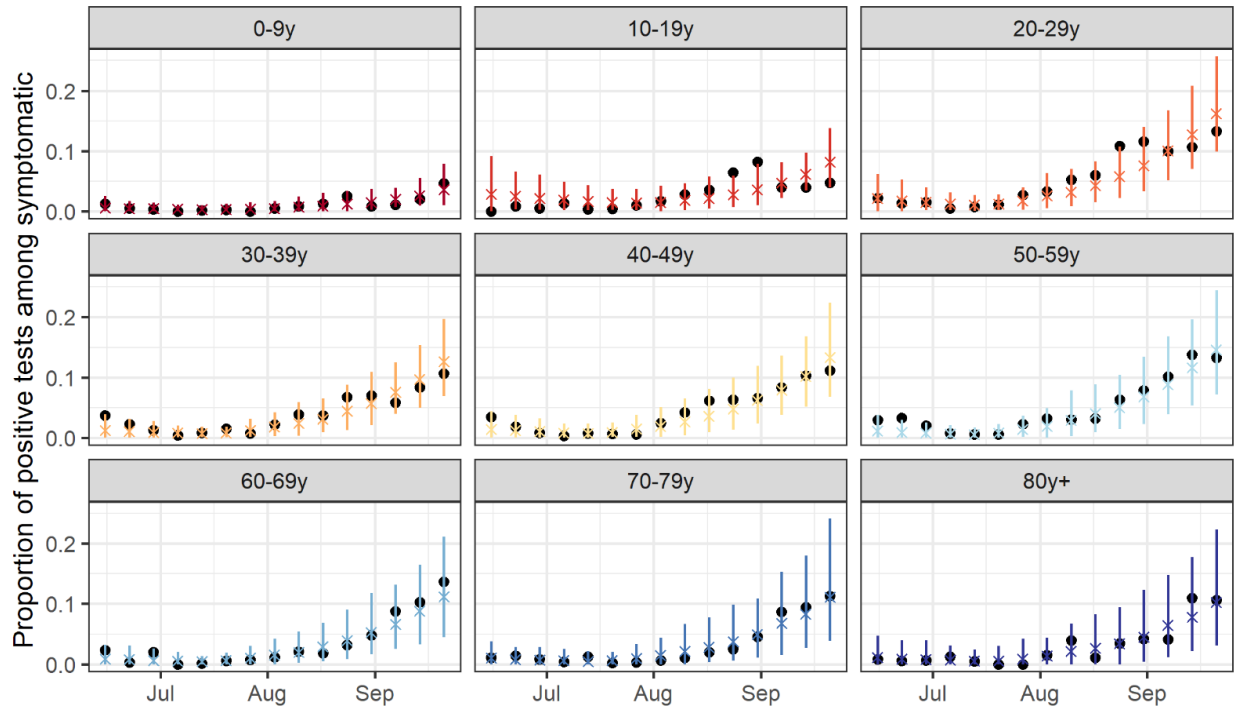 Proportion of positive tests among symptomatic
0-9y
10-19y
20-29y
0.2
0.1
0.0
30-39y
40-49y
50-59y
0.2
0.1
0.0
60-69y
70-79y
80y+
0.2
0.1
0.0
Jul Aug Sep
Jul Aug Sep
Jul Aug Sep